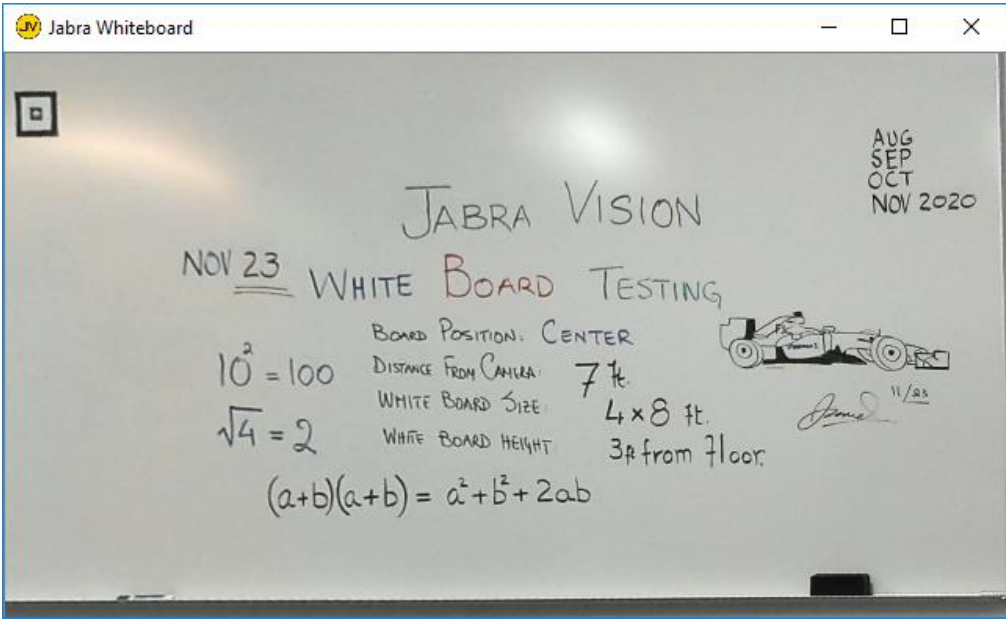 JV Jabra Whiteboard
AUG
SEP
OCT
NOV 2020
JABRA VISION
NOV 23 WHITE BOARD TESTING
BOARD POSITION: CENTER
DISTANCE FROM CAMERA: 7 ft.
WHITE BOARD SIZE: 4 x 8 ft.
WHITE BOARD HEIGHT 3ft from floor.
10² = 100
√4 = 2
(a+b)(a+b) = a²+b²+2ab
11/23